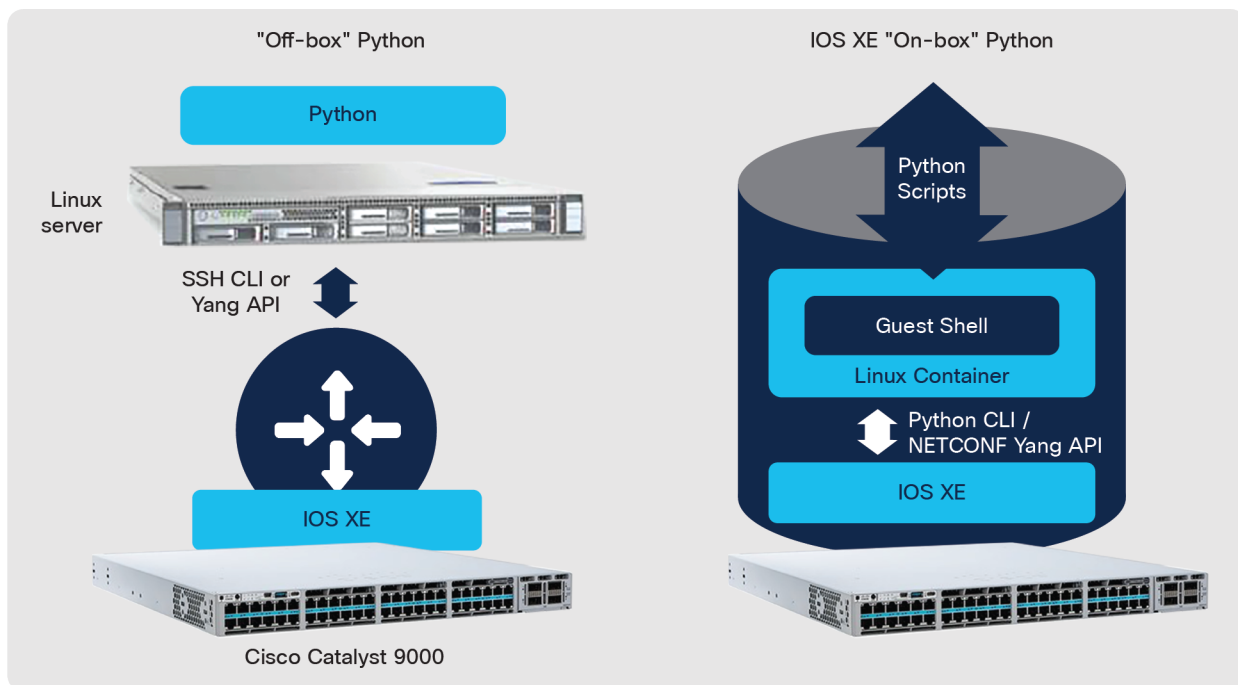 "Off-box" Python
Python
Linux
server
SSH CLI or
Yang API
IOS XE
Cisco Catalyst 9000
IOS XE "On-box" Python
Python
Scripts
Guest Shell
Linux Container
Python CLI /
NETCONF Yang API
IOS XE